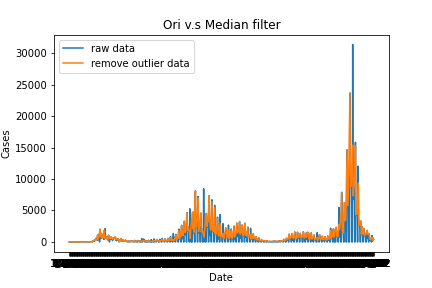 Ori v.s Median filter
raw data
remove outlier data
30000
25000
20000
15000
10000
5000
0
Cases
Date